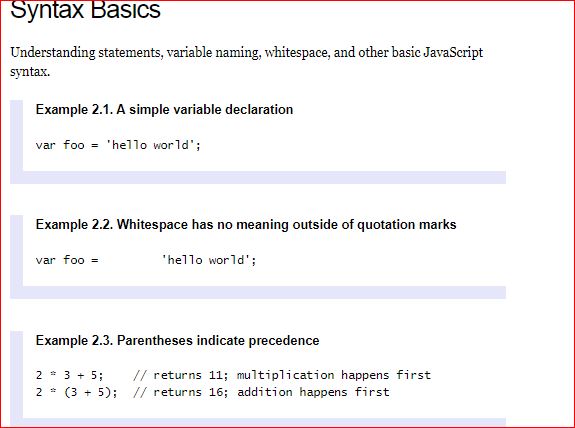 Syntax Basics
Understanding statements, variable naming, whitespace, and other basic JavaScript
syntax.
Example 2.1. A simple variable declaration
var foo = 'hello world';
Example 2.2. Whitespace has no meaning outside of quotation marks
var foo =         'hello world';
Example 2.3. Parentheses indicate precedence
2 * 3 + 5;    // returns 11; multiplication happens first
2 * (3 + 5);  // returns 16; addition happens first